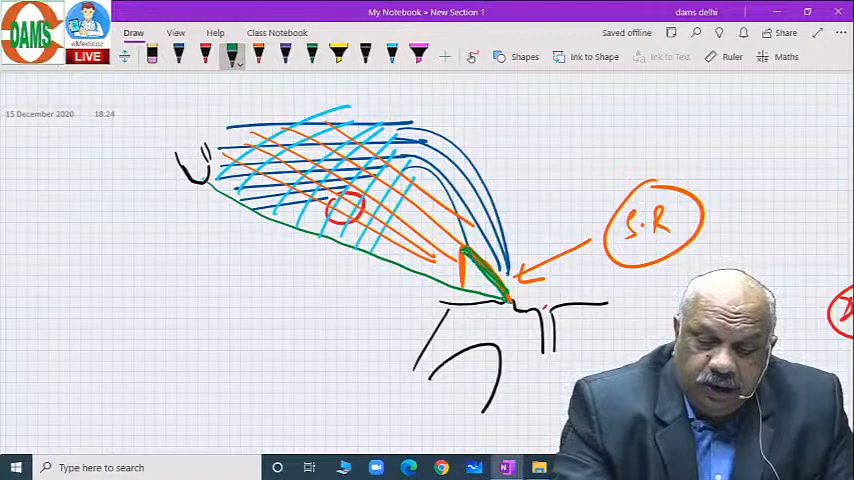 My Notebook » New Section 1
dams delhi
DAMS
eMedicoz
LIVE
Draw
View
Help
Class Notebook
Saved offline
Share
Shapes
Ink to Shape
Ink to Text
Ruler
Maths
15 December 2020
18:24
S.R
Type here to search